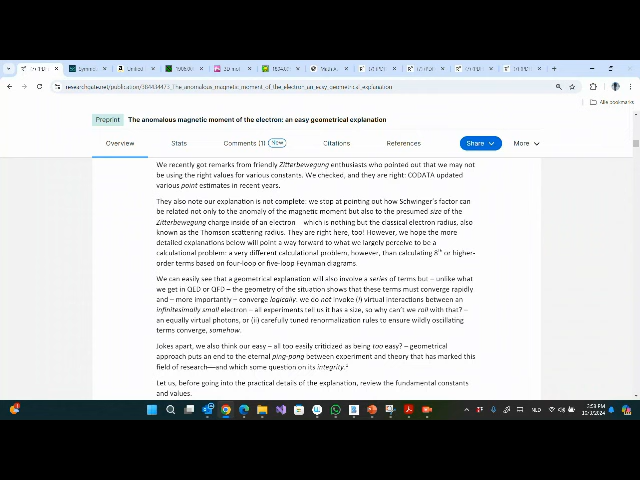 researchgate.net/publication/384434473_The_anomalous_magnetic_moment_of_the_electron_an_easy_geometrical_explanation
Alle bookmarks
Preprint The anomalous magnetic moment of the electron: an easy geometrical explanation
Overview Stats Comments (1) New Citations References Share More
We recently got remarks from friendly Zitterbewegung enthusiasts who pointed out that we may not
be using the right values for various constants. We checked, and they are right: CODATA updated
various point estimates in recent years.
They also note our explanation is not complete: we stop at pointing out how Schwinger's factor can
be related not only to the anomaly of the magnetic moment but also to the presumed size of the
Zitterbewegung charge inside of an electron – which is nothing but the classical electron radius, also
known as the Thomson scattering radius. They are right here, too! However, we hope the more
detailed explanations below will point a way forward to what we largely perceive to be a
calculational problem: a very different calculational problem, however, than calculating 8th or higher-
order terms based on four-loop or five-loop Feynman diagrams.
We can easily see that a geometrical explanation will also involve a series of terms but – unlike what
we get in QED or QFD – the geometry of the situation shows that these terms must converge rapidly
and – more importantly – converge logically: we do not invoke (i) virtual interactions between an
infinitesimally small electron – all experiments tell us it has a size, so why can't we roll with that? –
an equally virtual photons, or (ii) carefully tuned renormalization rules to ensure wildly oscillating
terms converge, somehow.
Jokes apart, we also think our easy – all too easily criticized as being too easy? – geometrical
approach puts an end to the eternal ping-pong between experiment and theory that has marked this
field of research—and which some question on its integrity.
Let us, before going into the practical details of the explanation, review the fundamental constants
and values.
NLD
3:58 PM